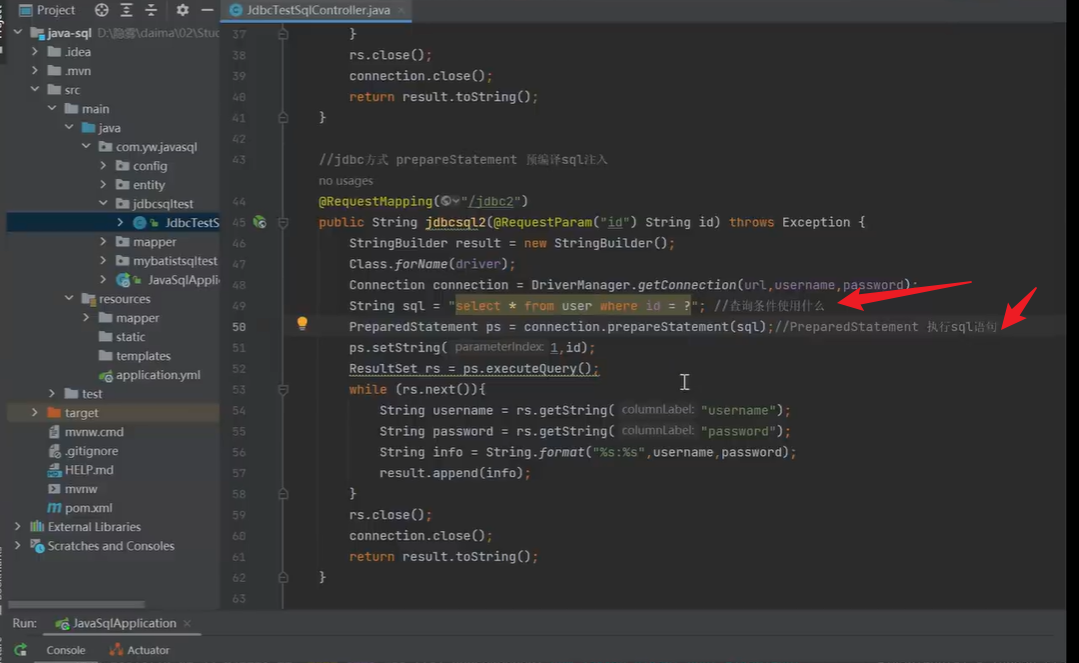 Project
JdbcTestSqlController.java
java-sql D:\隐雾\daima\02\Stud
.idea
.mvn
src
main
java
com.yw.javasql
config
entity
jdbcsqltest
JdbcTestS
mapper
mybatistsqltest
JavaSqlAppli
resources
mapper
static
templates
application.yml
test
target
mvnw.cmd
.gitignore
HELP.md
mvnw
pom.xml
External Libraries
Scratches and Consoles
37 }
38 rs.close();
39 connection.close();
40 return result.toString();
41 }
42
43 //jdbc方式 prepareStatement 预编译sql注入
no usages
44 @RequestMapping("/jdbc2")
45 public String jdbcsql2(@RequestParam("id") String id) throws Exception {
46 StringBuilder result = new StringBuilder();
47 Class.forName(driver);
48 Connection connection = DriverManager.getConnection(url,username,password);
49 String sql = "select * from user where id = ?"; //查询条件使用什么
50 PreparedStatement ps = connection.prepareStatement(sql);//PreparedStatement 执行sql语句
51 ps.setString( parameterIndex: 1,id);
52 ResultSet rs = ps.executeQuery();
53 while (rs.next()){
54 String username = rs.getString( columnLabel: "username");
55 String password = rs.getString( columnLabel: "password");
56 String info = String.format("%s:%s",username,password);
57 result.append(info);
58 }
59 rs.close();
60 connection.close();
61 return result.toString();
62 }
63
Run: JavaSqlApplication
Console Actuator